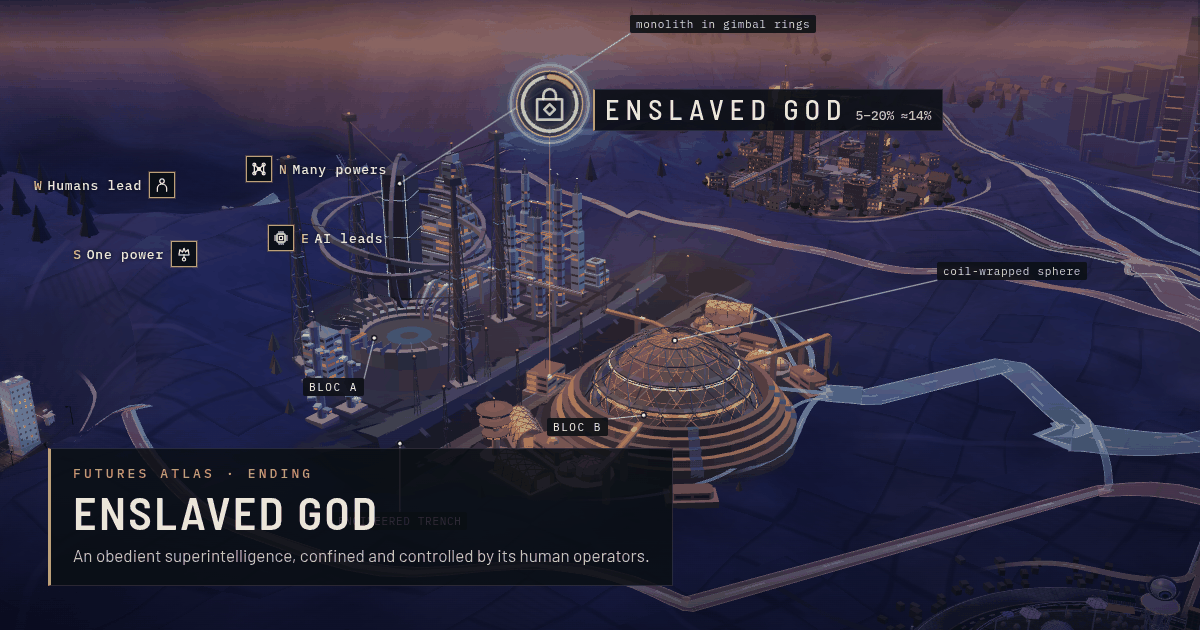 monolith in gimbal rings
ENSLAVED GOD 5–20% ≈14%
N Many powers
W Humans lead
E AI leads
S One power
coil-wrapped sphere
BLOC A
BLOC B
FUTURES ATLAS · ENDING
ENSLAVED GOD
TRENCH
An obedient superintelligence, confined and controlled by its human operators.